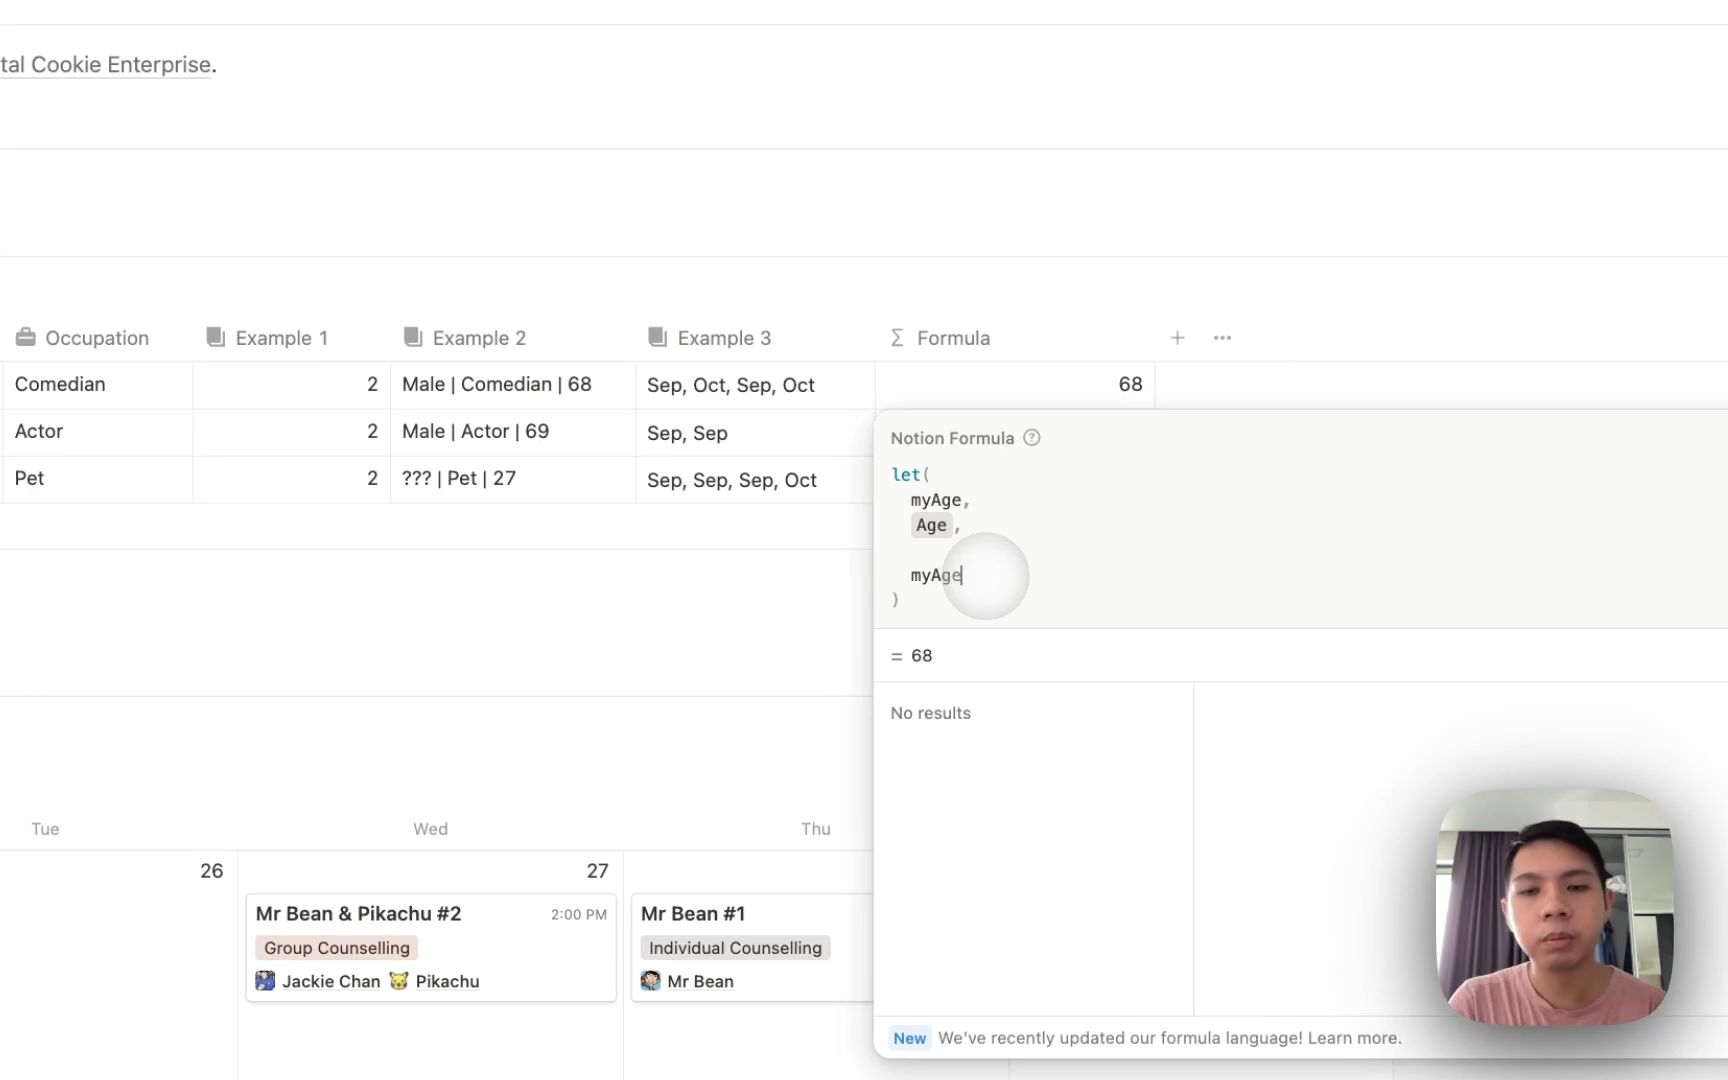 tal Cookie Enterprise.
Occupation Example 1 Example 2 Example 3 Σ Formula + ...
Comedian 2 Male | Comedian | 68 Sep, Oct, Sep, Oct 68
Actor 2 Male | Actor | 69 Sep, Sep
Pet 2 ??? | Pet | 27 Sep, Sep, Sep, Oct
Notion Formula ?
let(
myAge,
Age ,
myAge
)
= 68
No results
Tue Wed Thu
26 27
Mr Bean & Pikachu #2 2:00 PM Mr Bean #1
Group Counselling Individual Counselling
Jackie Chan Pikachu Mr Bean
New We've recently updated our formula language! Learn more.